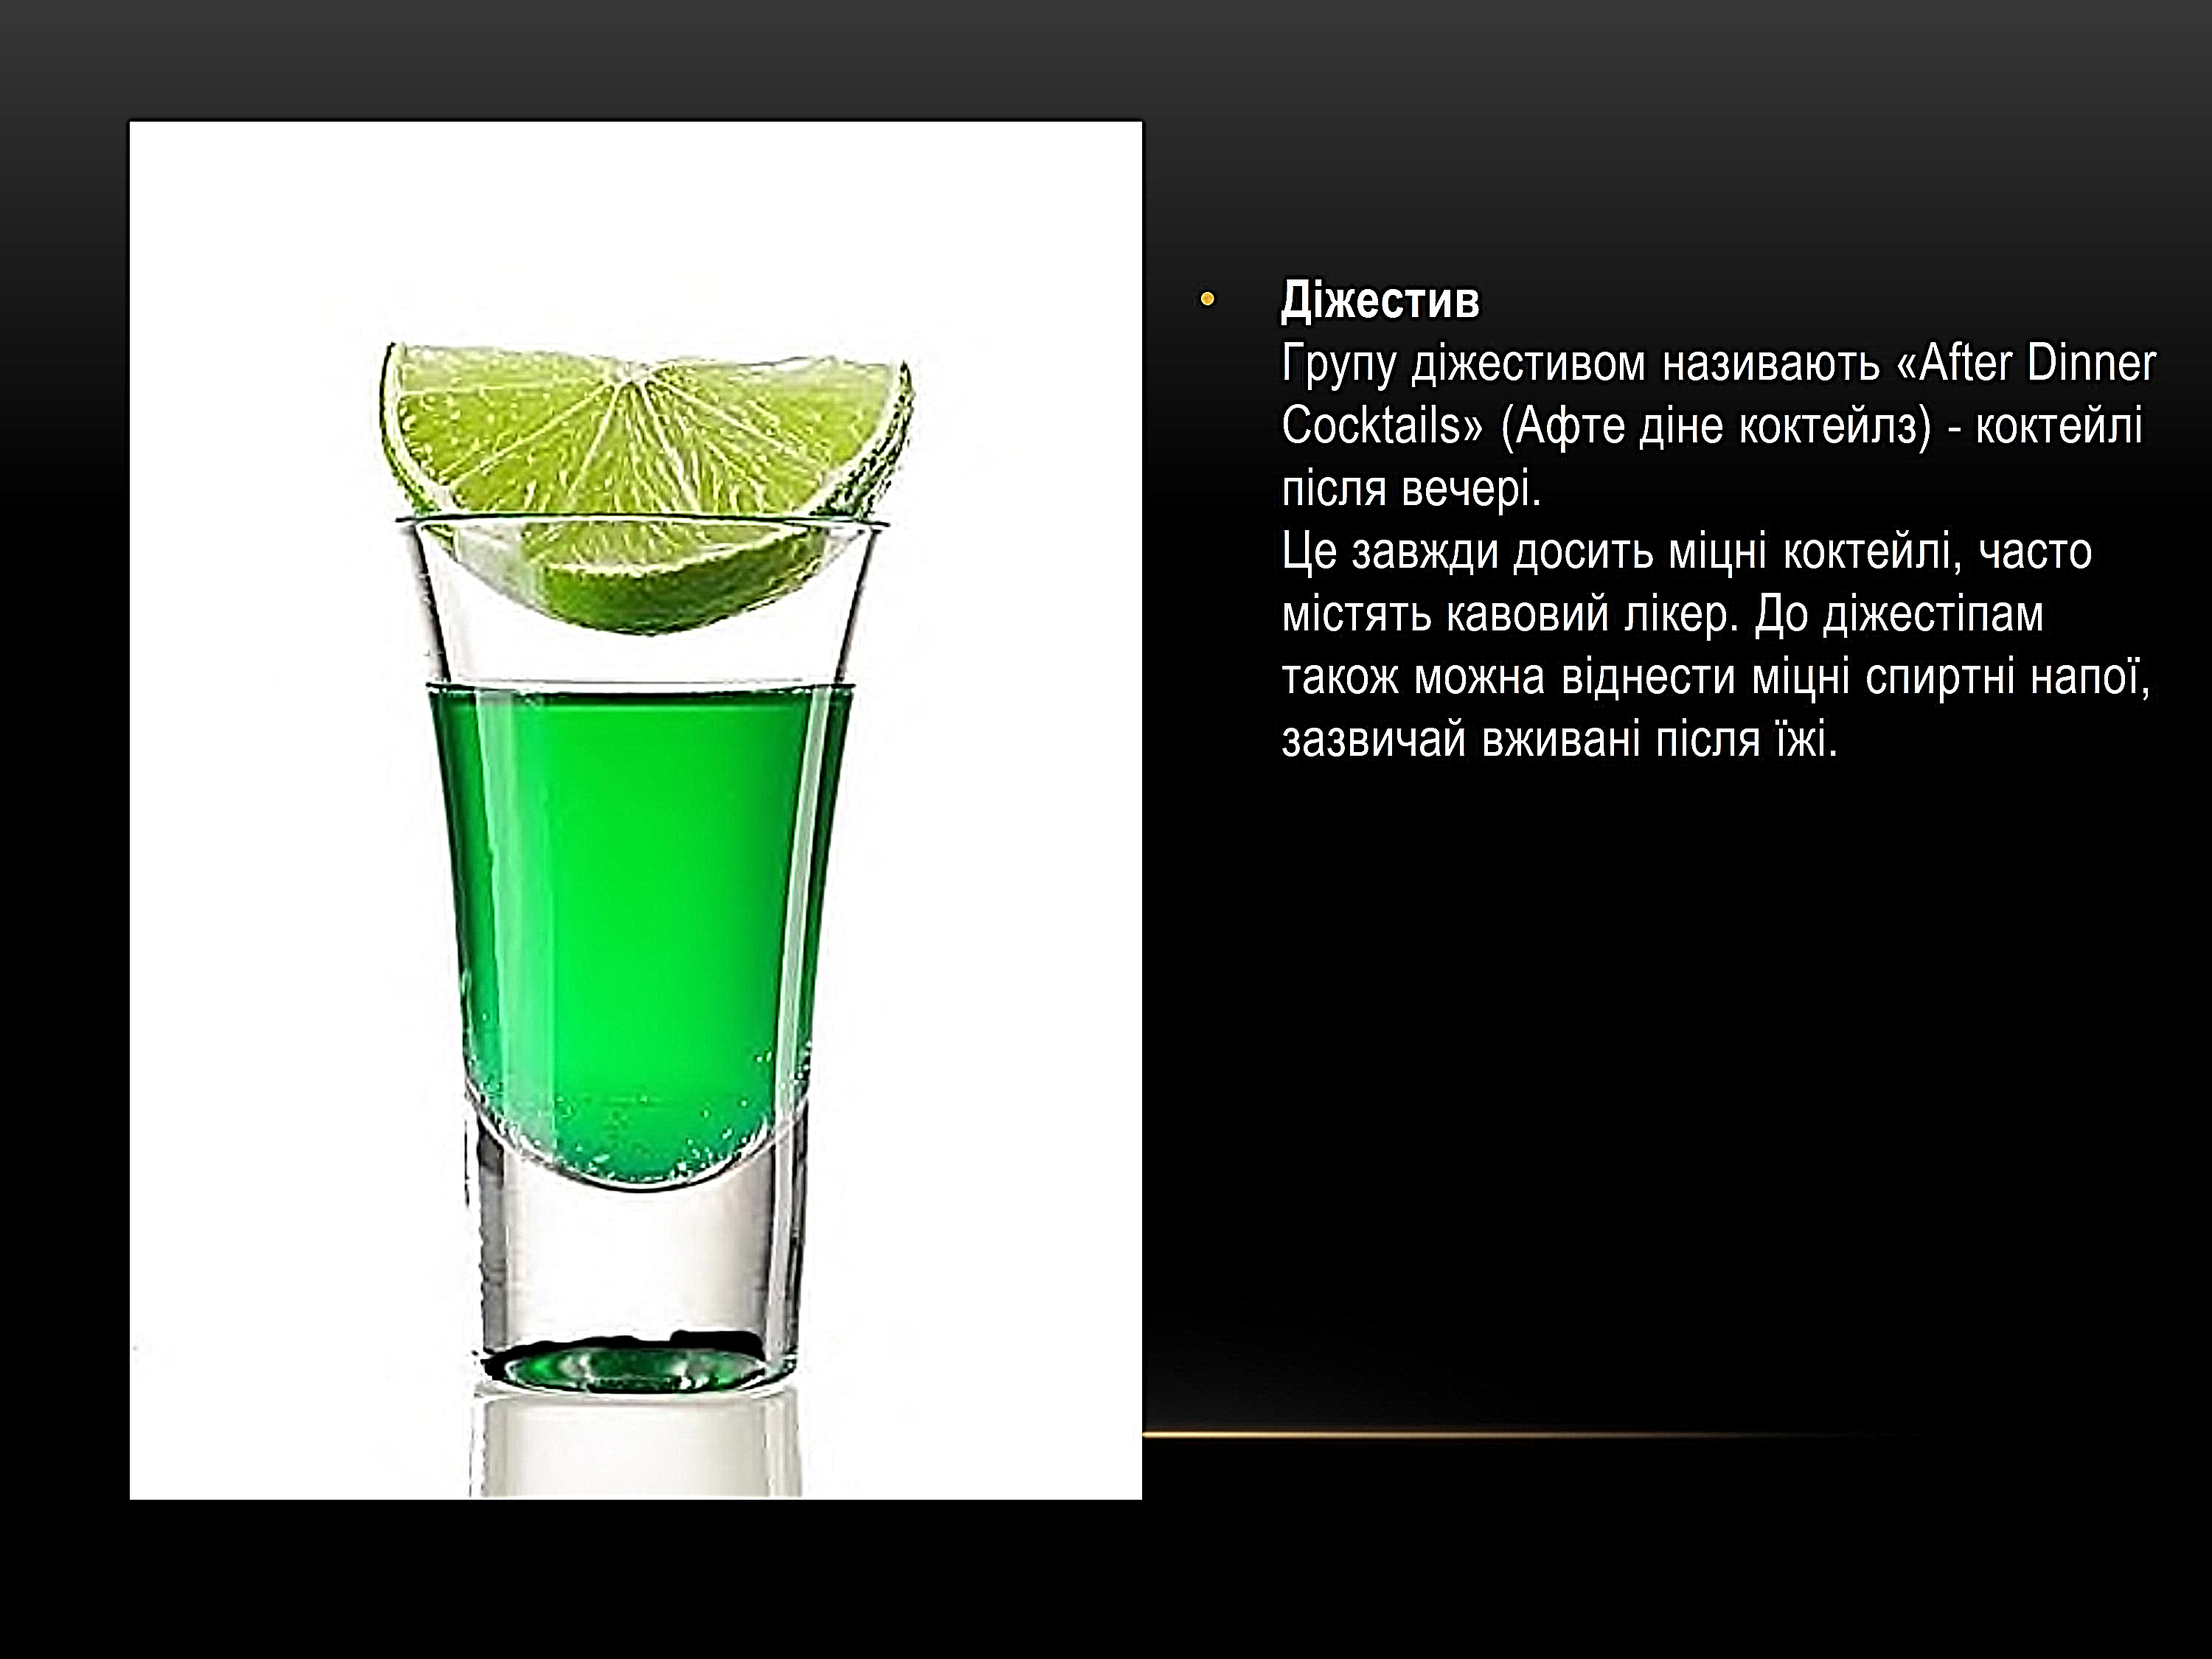 Діжестив
Групу діжестивом називають «After Dinner
Cocktails» (Афте діне коктейлз) - коктейлі
після вечері.
Це завжди досить міцні коктейлі, часто
містять кавовий лікер. До діжестіпам
також можна віднести міцні спиртні напої,
зазвичай вживані після їжі.